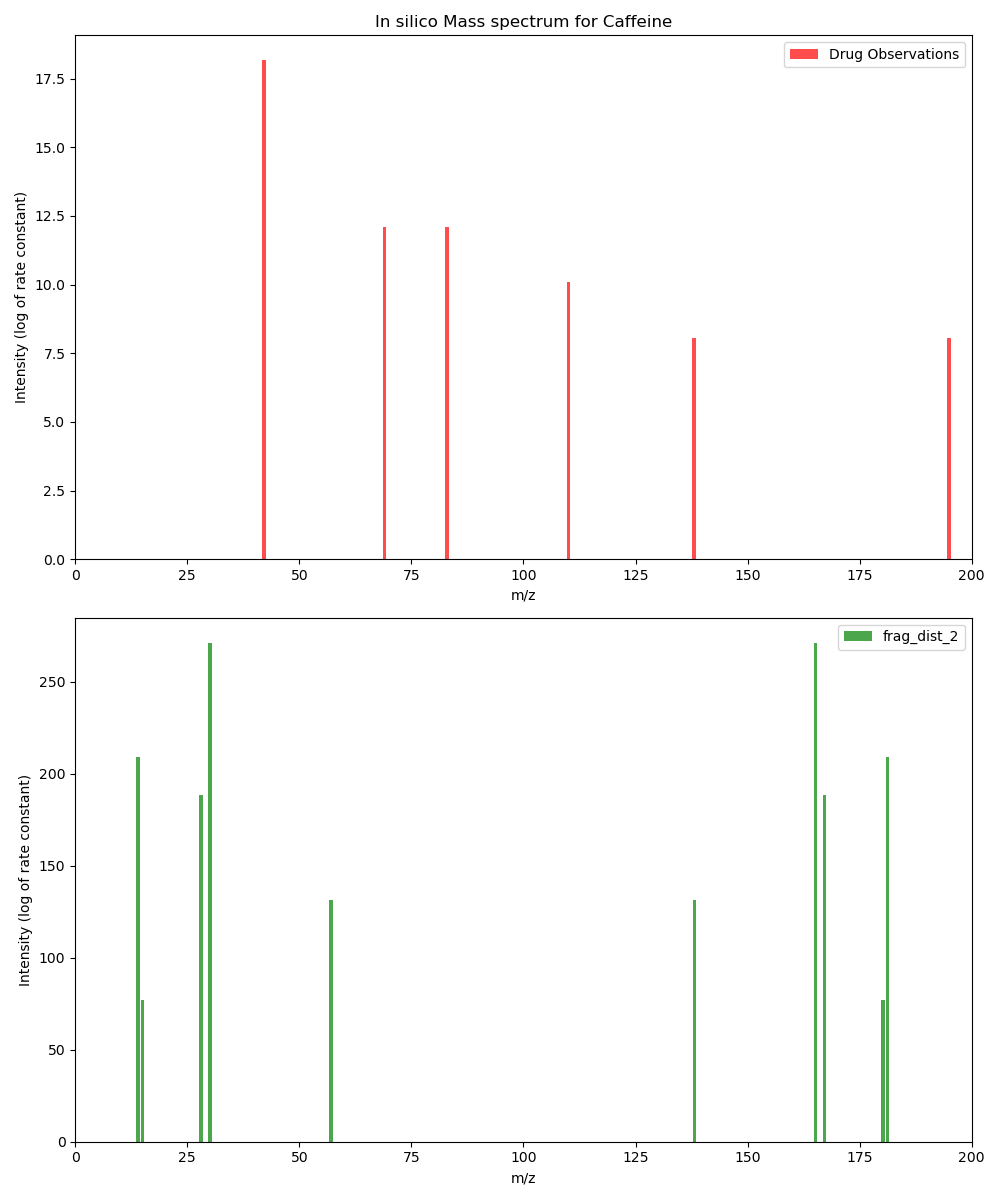 In silico Mass spectrum for Caffeine
Drug Observations
Intensity (log of rate constant)
17.5
15.0
12.5
10.0
7.5
5.0
2.5
0.0
0 25 50 75 100 125 150 175 200
m/z
frag_dist_2
Intensity (log of rate constant)
250
200
150
100
50
0
0 25 50 75 100 125 150 175 200
m/z